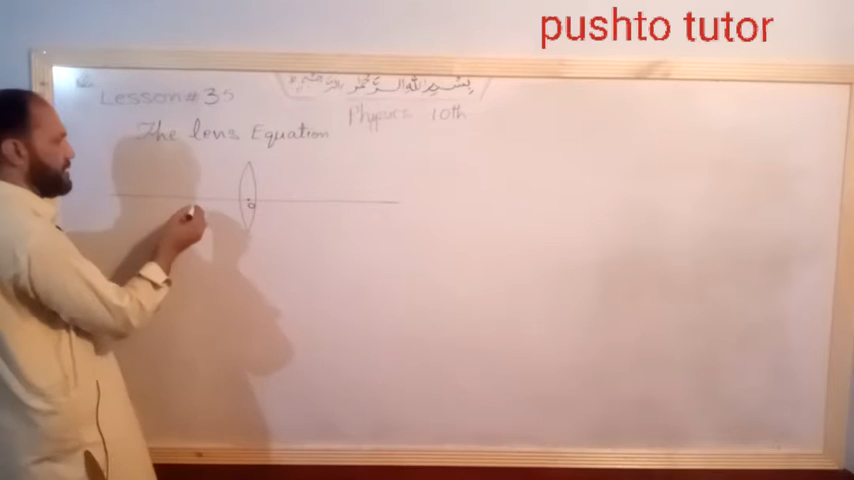 pushto tutor
بسم الله الرحمن الرحيم
Lesson # 35
Physics 10th
The lens Equation
o